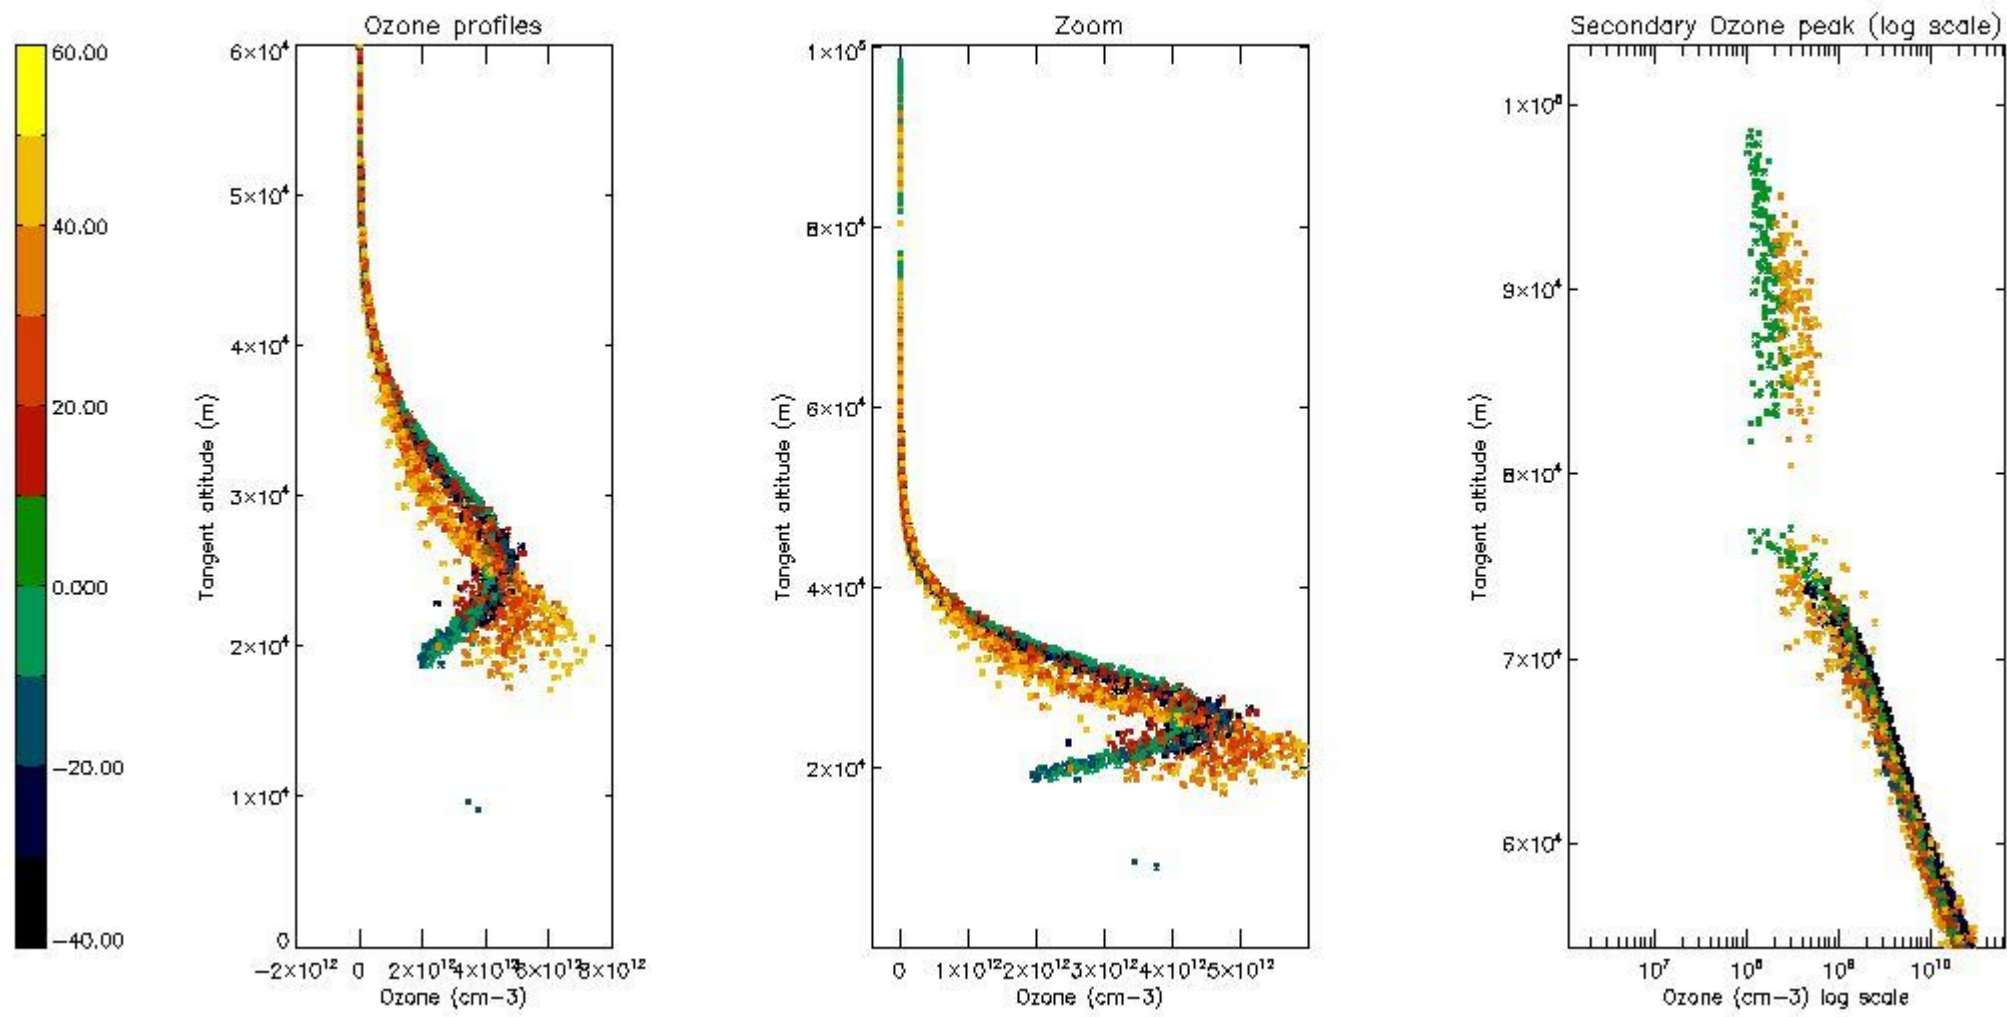 Ozone profiles
Zoom
Secondary Ozone peak (log scale)
60.00
40.00
20.00
0.000
-20.00
-40.00
6×10⁴
5×10⁴
4×10⁴
3×10⁴
2×10⁴
1×10⁴
0
Tangent altitude (m)
-2×10¹² 0 2×10¹² 4×10¹² 6×10¹² 8×10¹²
Ozone (cm-3)
1×10⁵
8×10⁴
6×10⁴
4×10⁴
2×10⁴
Tangent altitude (m)
0 1×10¹² 2×10¹² 3×10¹² 4×10¹² 5×10¹²
Ozone (cm-3)
1×10⁵
9×10⁴
8×10⁴
7×10⁴
6×10⁴
Tangent altitude (m)
10⁷ 10⁸ 10⁹ 10¹⁰
Ozone (cm-3) log scale